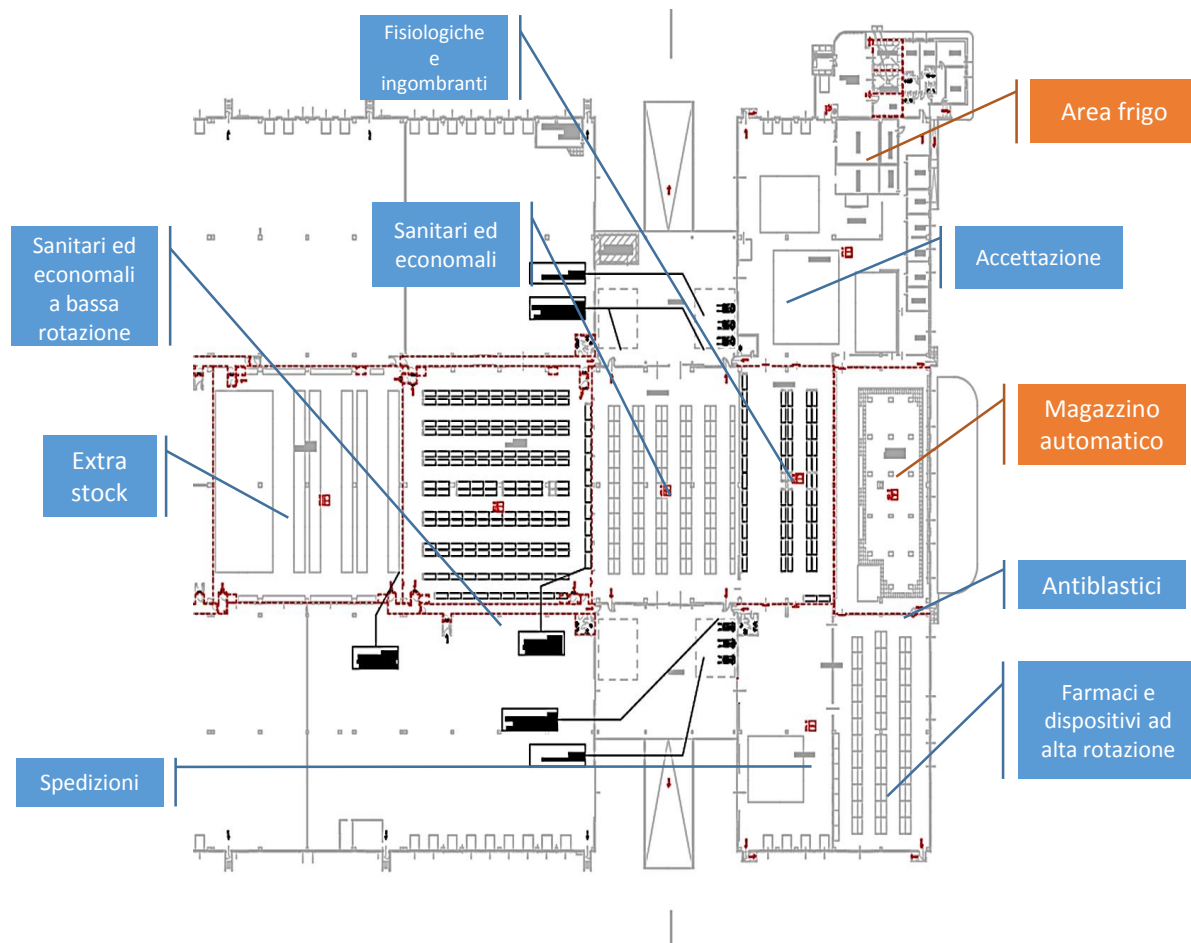 Fisiologiche
e
ingombranti
Area frigo
Sanitari ed
economali
a bassa
rotazione
Sanitari ed
economali
Accettazione
Magazzino
automatico
Extra
stock
Antiblastici
Farmaci e
dispositivi ad
alta rotazione
Spedizioni